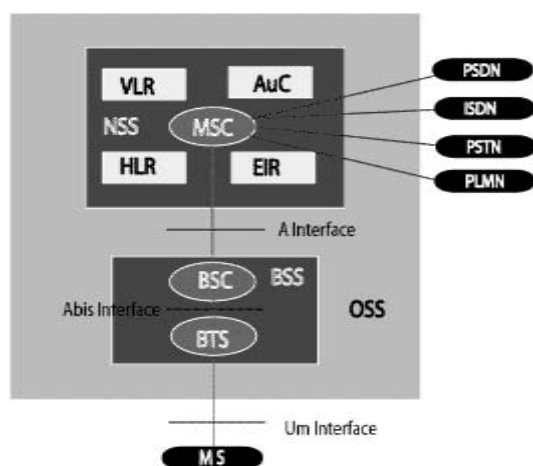 VLR
AuC
NSS
MSC
HLR
EIR
PSDN
ISDN
PSTN
PLMN
A Interface
BSC
BSS
Abis Interface
OSS
BTS
Um Interface
MS